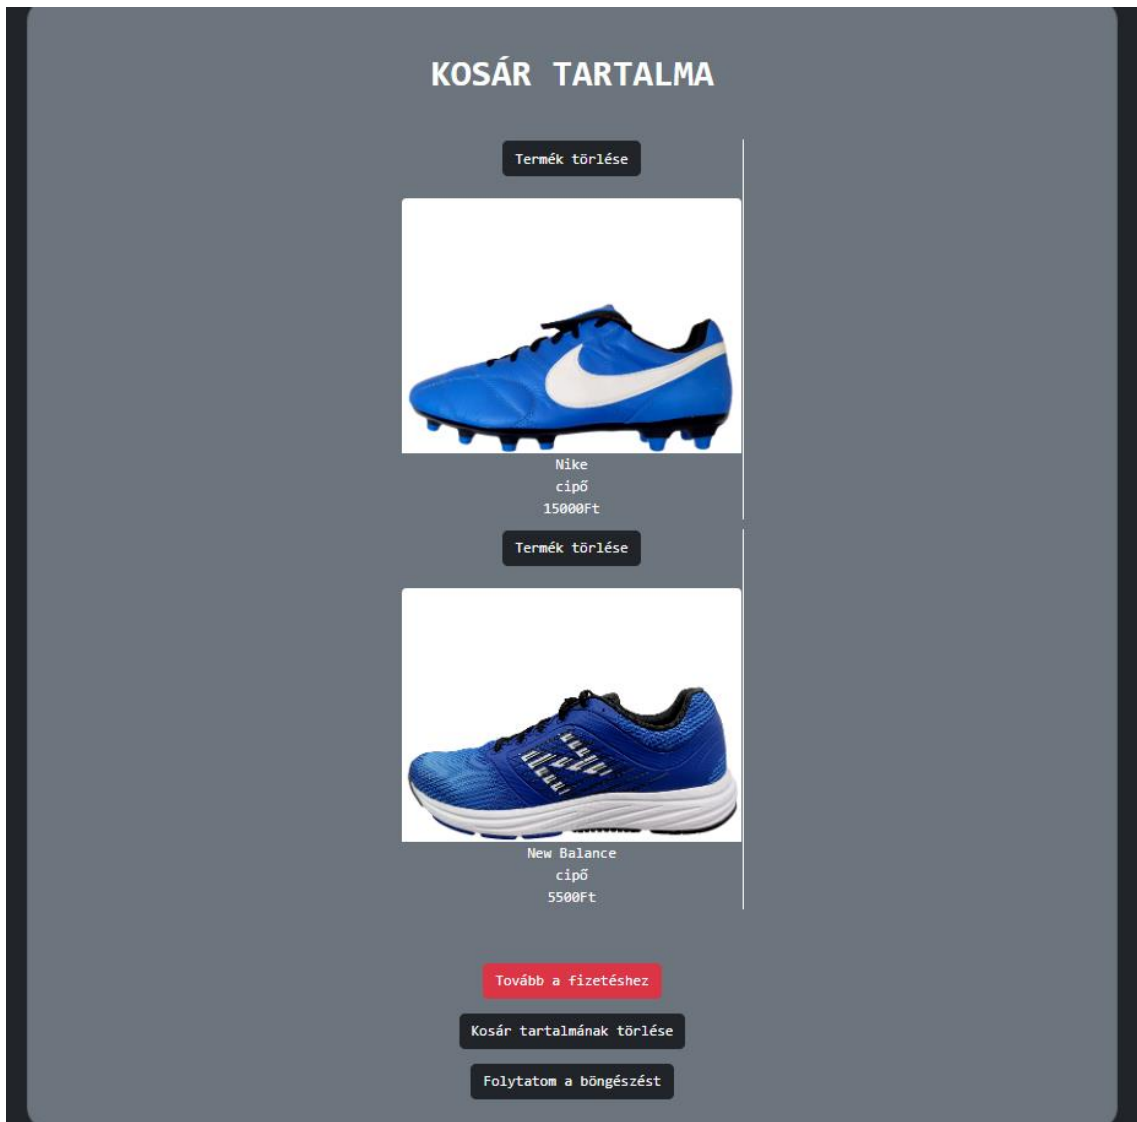 KOSÁR TARTALMA
Termék törlése
Nike
cipő
15000Ft
Termék törlése
New Balance
cipő
5500Ft
Tovább a fizetéshez
Kosár tartalmának törlése
Folytatom a böngészést